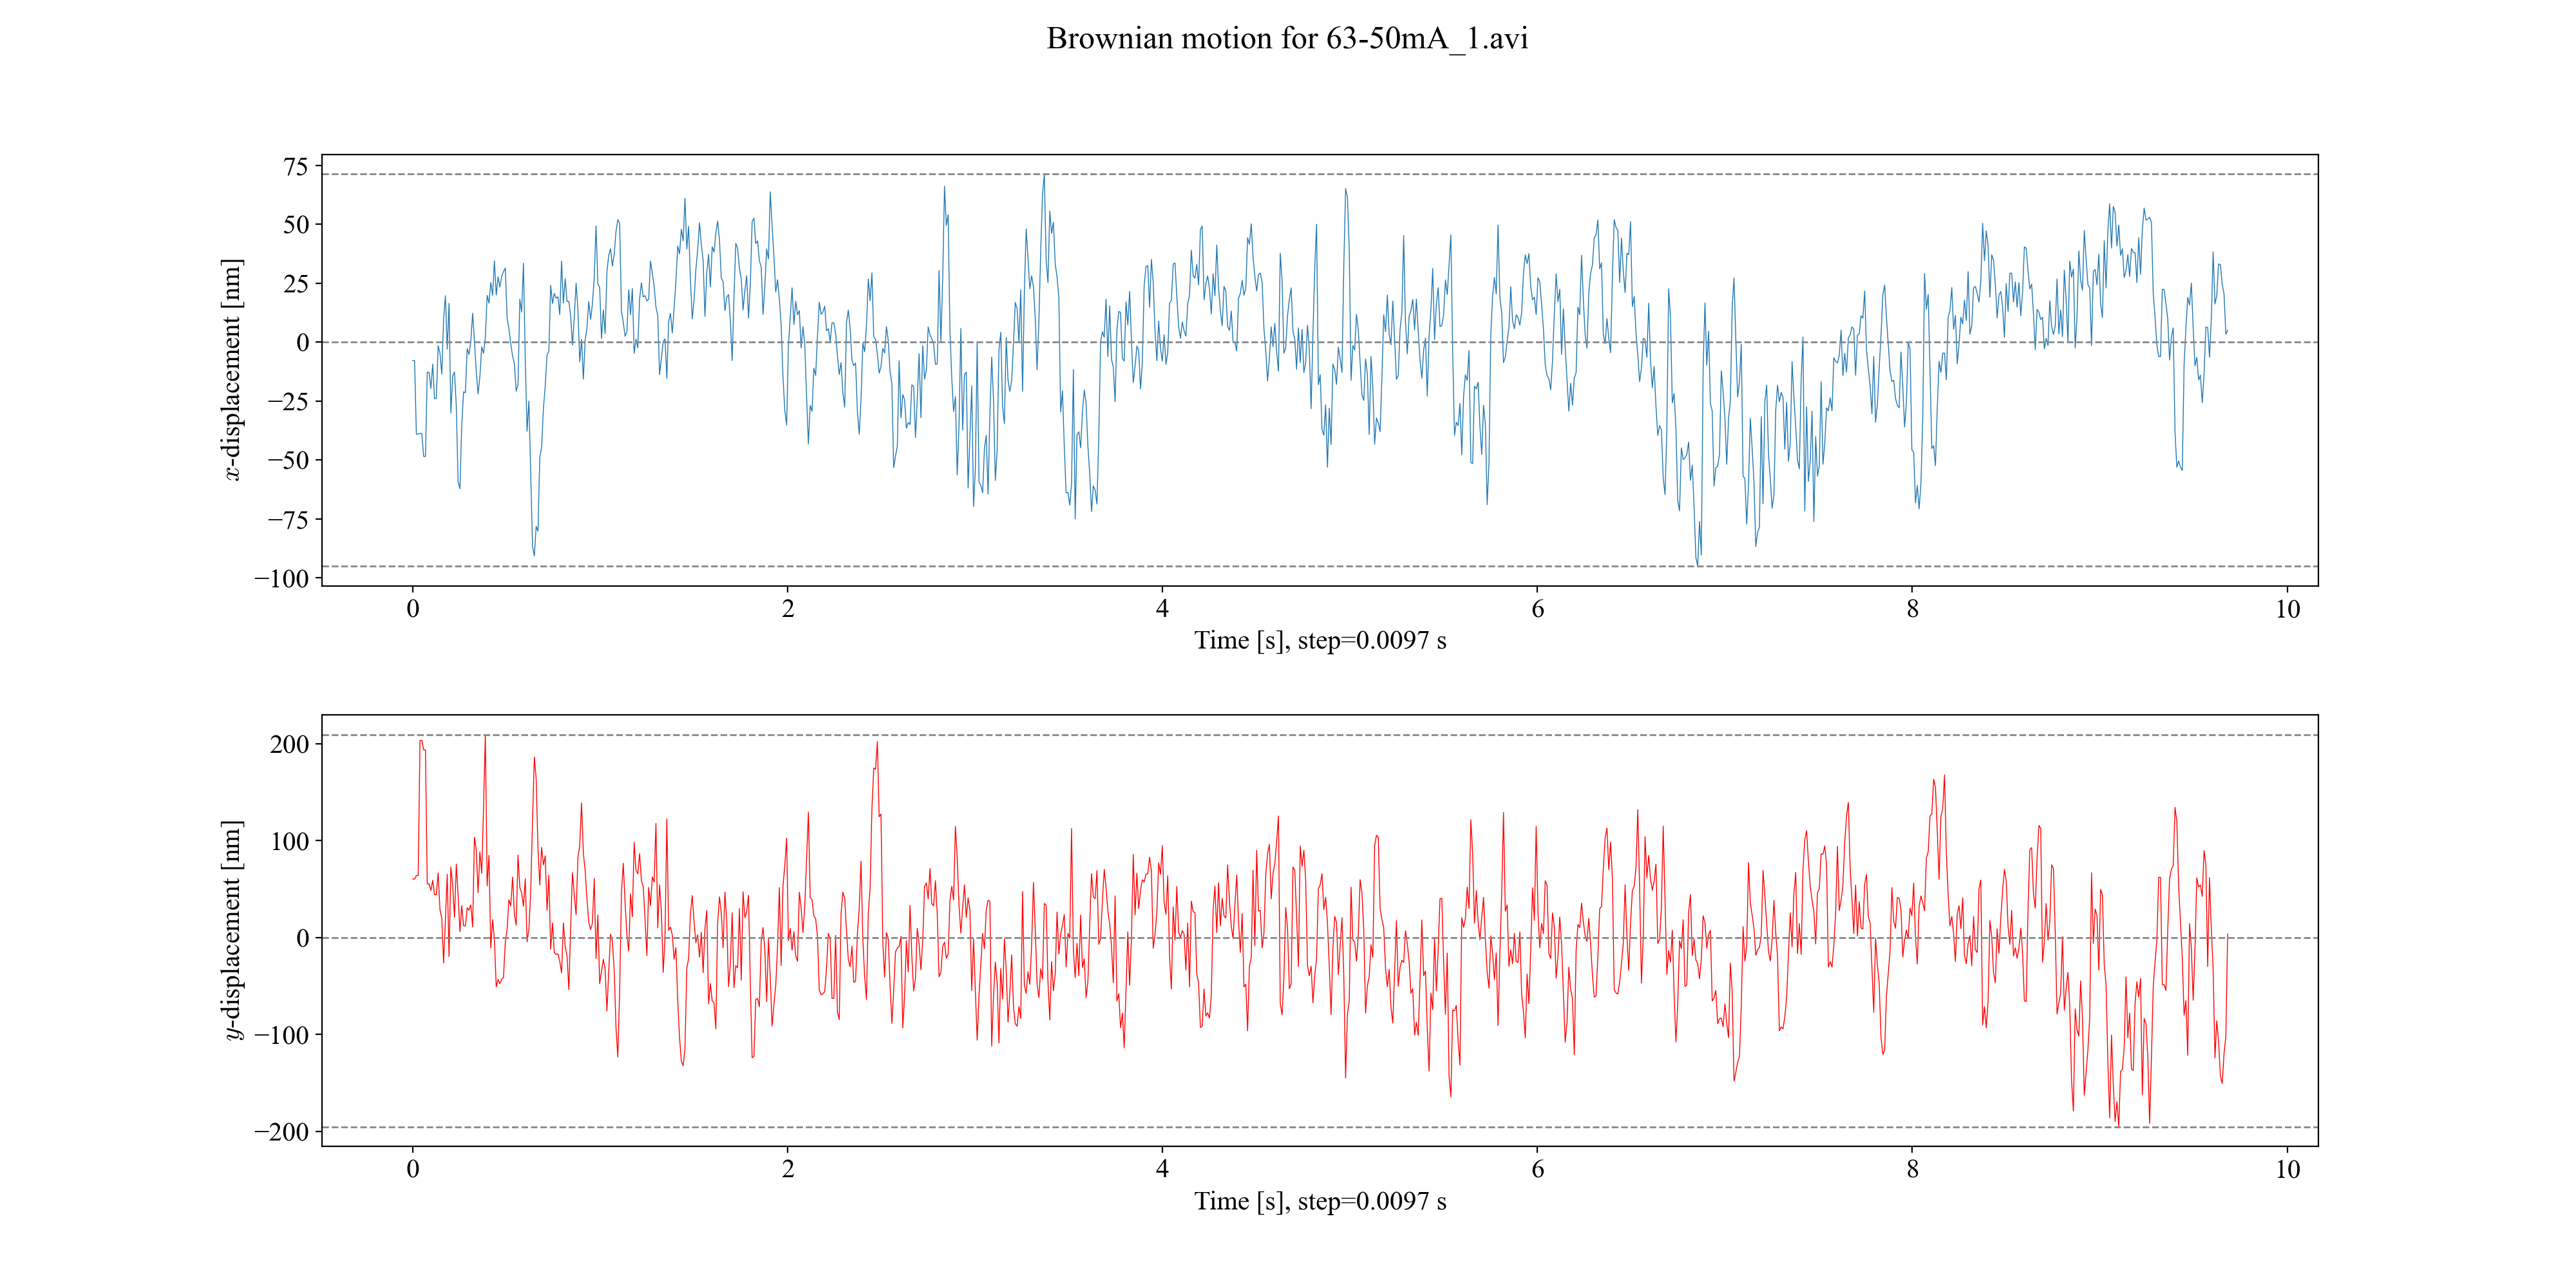 Brownian motion for 63-50mA_1.avi
75
50
25
0
−25
−50
−75
−100
x-displacement [nm]
0 2 4 6 8 10
Time [s], step=0.0097 s
200
100
0
−100
−200
y-displacement [nm]
0 2 4 6 8 10
Time [s], step=0.0097 s